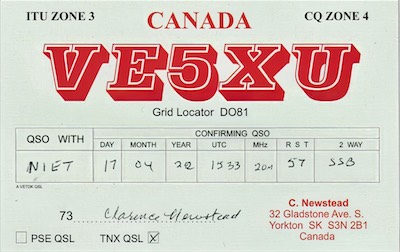 ITU ZONE 3 CANADA CQ ZONE 4
VE5XU
Grid Locator DO81
QSO WITH CONFIRMING QSO
DAY MONTH YEAR UTC MHz R S T 2 WAY
N1ET 17 04 22 1533 57 SSB
C. Newstead
32 Gladstone Ave. S.
Yorkton SK S3N 2B1
Canada
73 Clarence Newstead
A VE7DK QSL
PSE QSL TNX QSL X